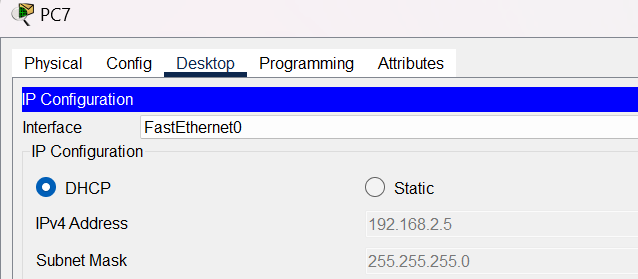 PC7
Physical Config Desktop Programming Attributes
IP Configuration
Interface FastEthernet0
IP Configuration
DHCP Static
IPv4 Address 192.168.2.5
Subnet Mask 255.255.255.0